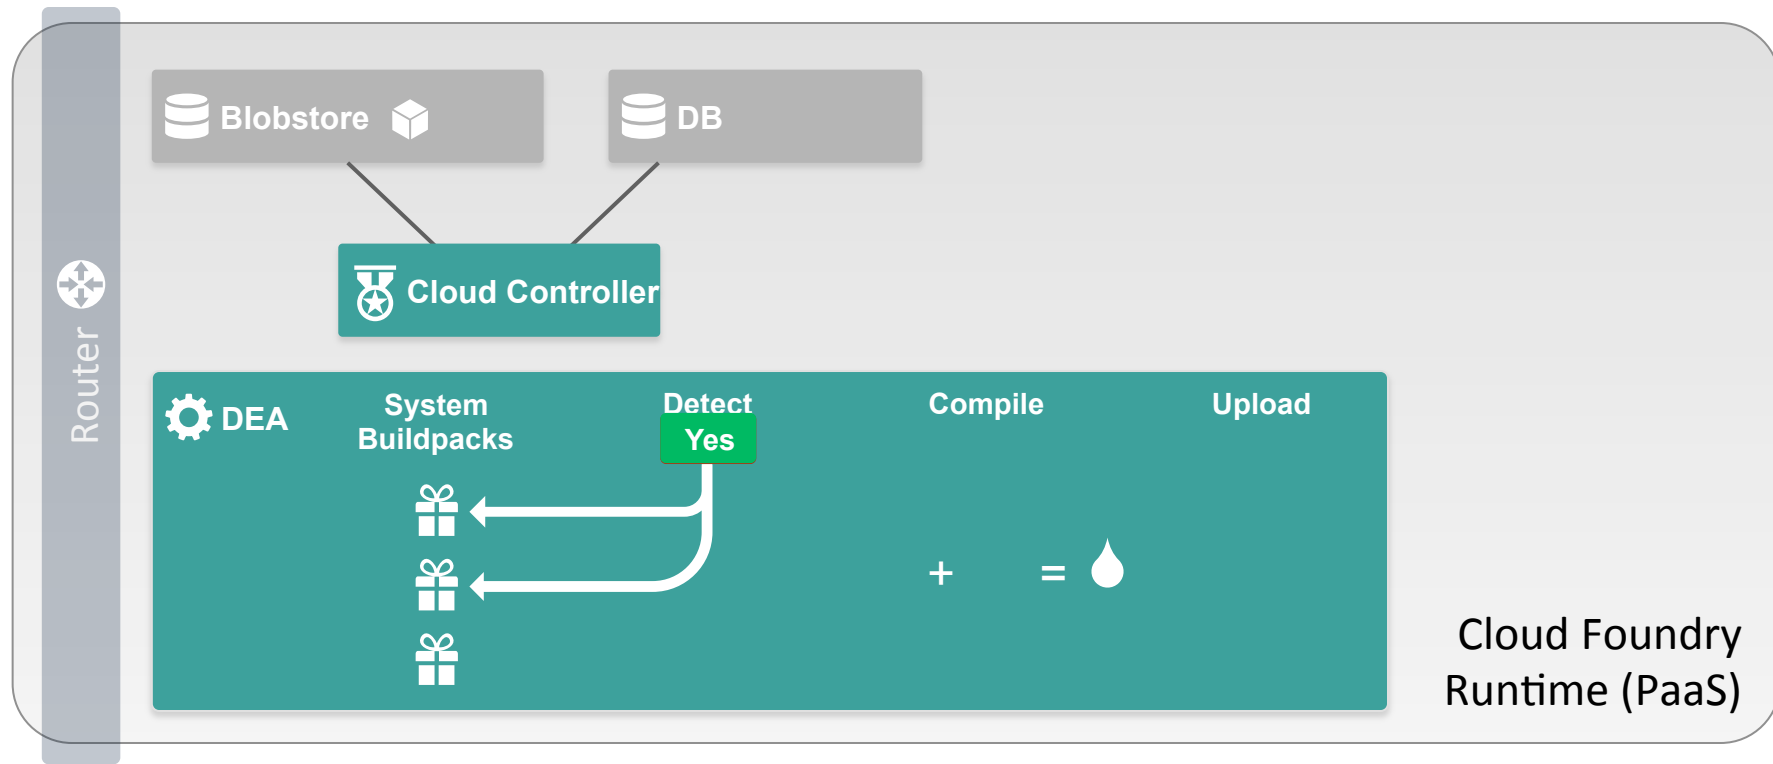 Router
Blobstore
DB
Cloud Controller
DEA
System
Buildpacks
Detect
Yes
Compile
Upload
+ =
Cloud Foundry
Runtime (PaaS)